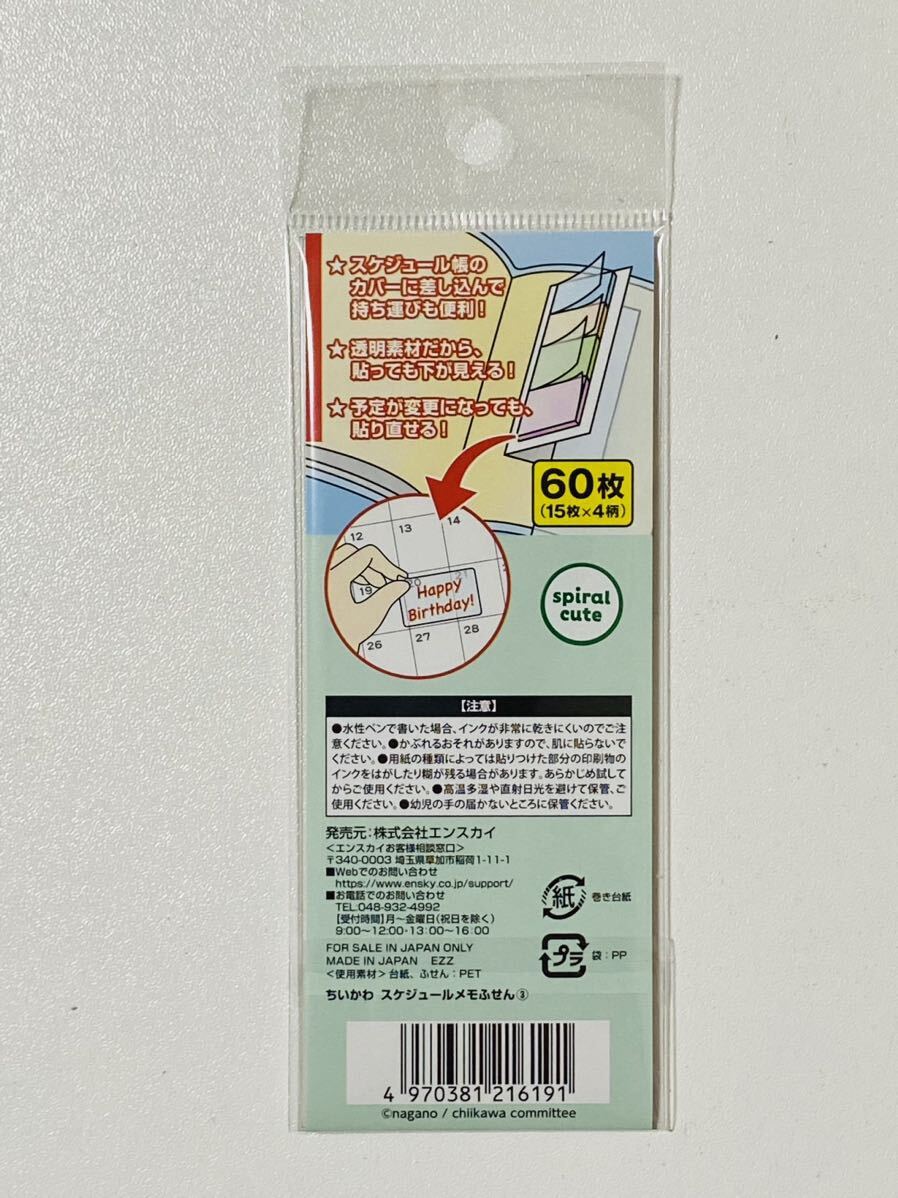 ★ スケジュール帳の
カバーに差し込んで
持ち運びも便利！
★ 透明素材だから、
貼っても下が見える！
★ 予定が変更になっても、
貼り直せる！
60枚
（15枚×4柄）
12 13 14
19 20 21
Happy
Birthday!
26 27 28
spiral
cute
【注意】
●水性ペンで書いた場合、インクが非常に乾きにくいのでご注
意ください。●かぶれるおそれがありますので、肌に貼らないで
ください。●用紙の種類によっては貼りつけた部分の印刷物の
インクをはがしたり糊が残る場合があります。あらかじめ試して
からご使用ください。●高温多湿や直射日光を避けて保管、ご
使用ください。●幼児の手の届かないところに保管ください。
発売元：株式会社エンスカイ
＜エンスカイお客様相談窓口＞
〒340-0003 埼玉県草加市稲荷1-11-1
■Webでのお問い合わせ
https://www.ensky.co.jp/support/
■お電話でのお問い合わせ
TEL.048-932-4992
【受付時間】月～金曜日（祝日を除く）
9:00～12:00・13:00～16:00
FOR SALE IN JAPAN ONLY
MADE IN JAPAN EZZ
＜使用素材＞台紙、ふせん：PET
紙 巻き台紙
プラ 袋：PP
ちいかわ スケジュールメモふせん③
4 970381 216191
©nagano / chiikawa committee